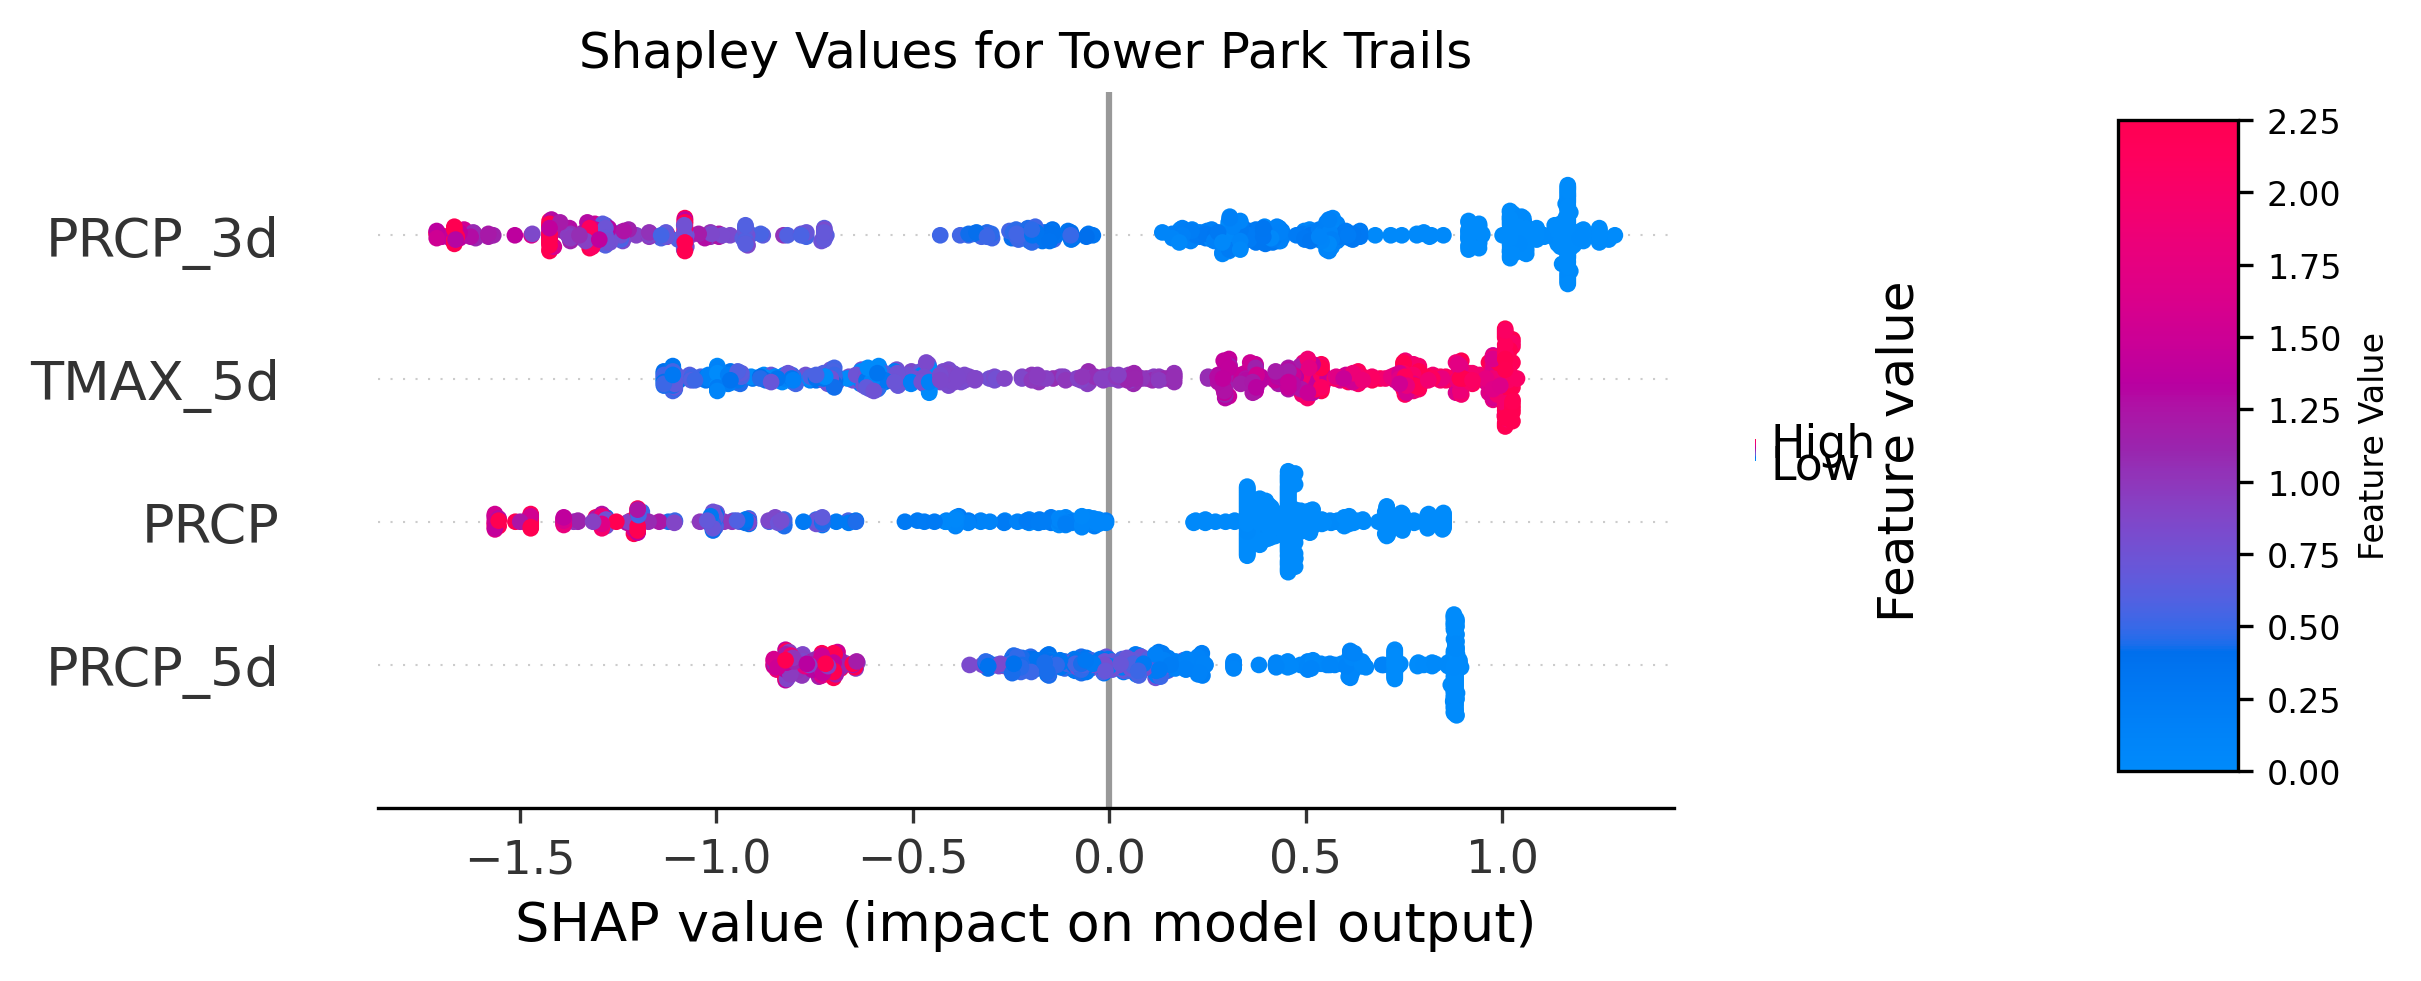 Shapley Values for Tower Park Trails
PRCP_3d
TMAX_5d
PRCP
PRCP_5d
−1.5
−1.0
−0.5
0.0
0.5
1.0
SHAP value (impact on model output)
High
Low
Feature value
2.25
2.00
1.75
1.50
1.25
1.00
0.75
0.50
0.25
0.00
Feature Value